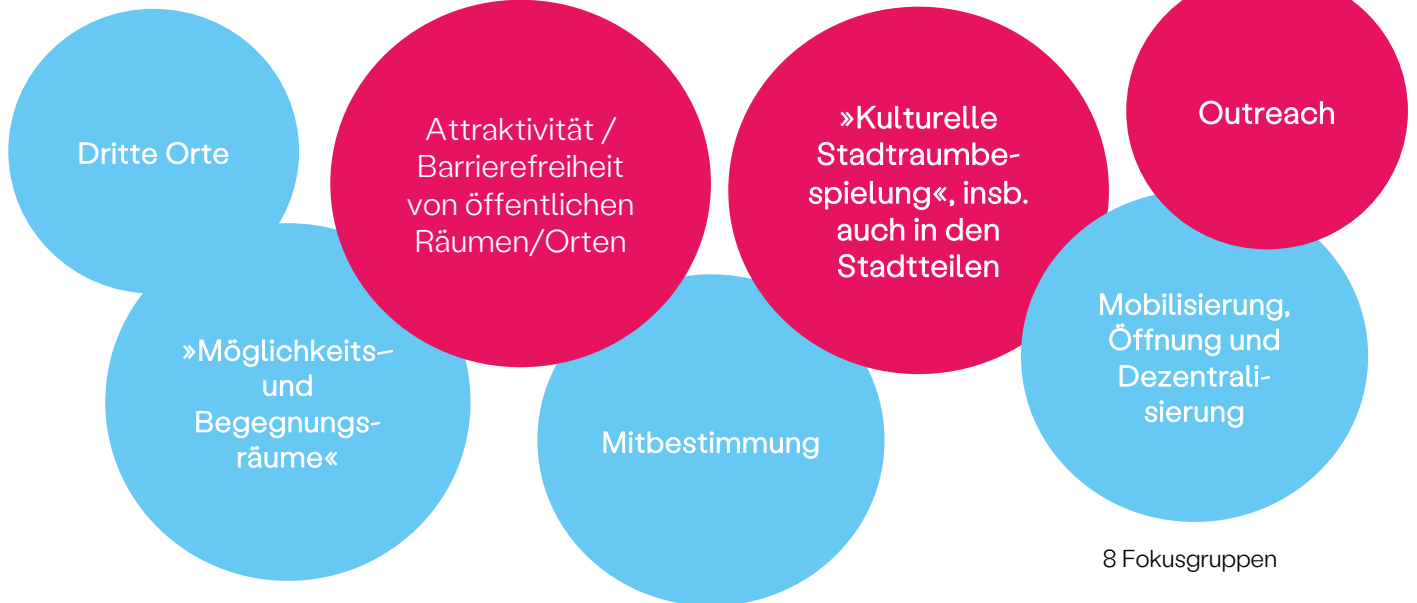 Dritte Orte
Attraktivität /
Barrierefreiheit
von öffentlichen
Räumen/Orten
»Kulturelle
Stadtraumbe-
spielung«, insb.
auch in den
Stadtteilen
Outreach
»Möglichkeits-
und
Begegnungs-
räume«
Mitbestimmung
Mobilisierung,
Öffnung und
Dezentrali-
sierung
8 Fokusgruppen